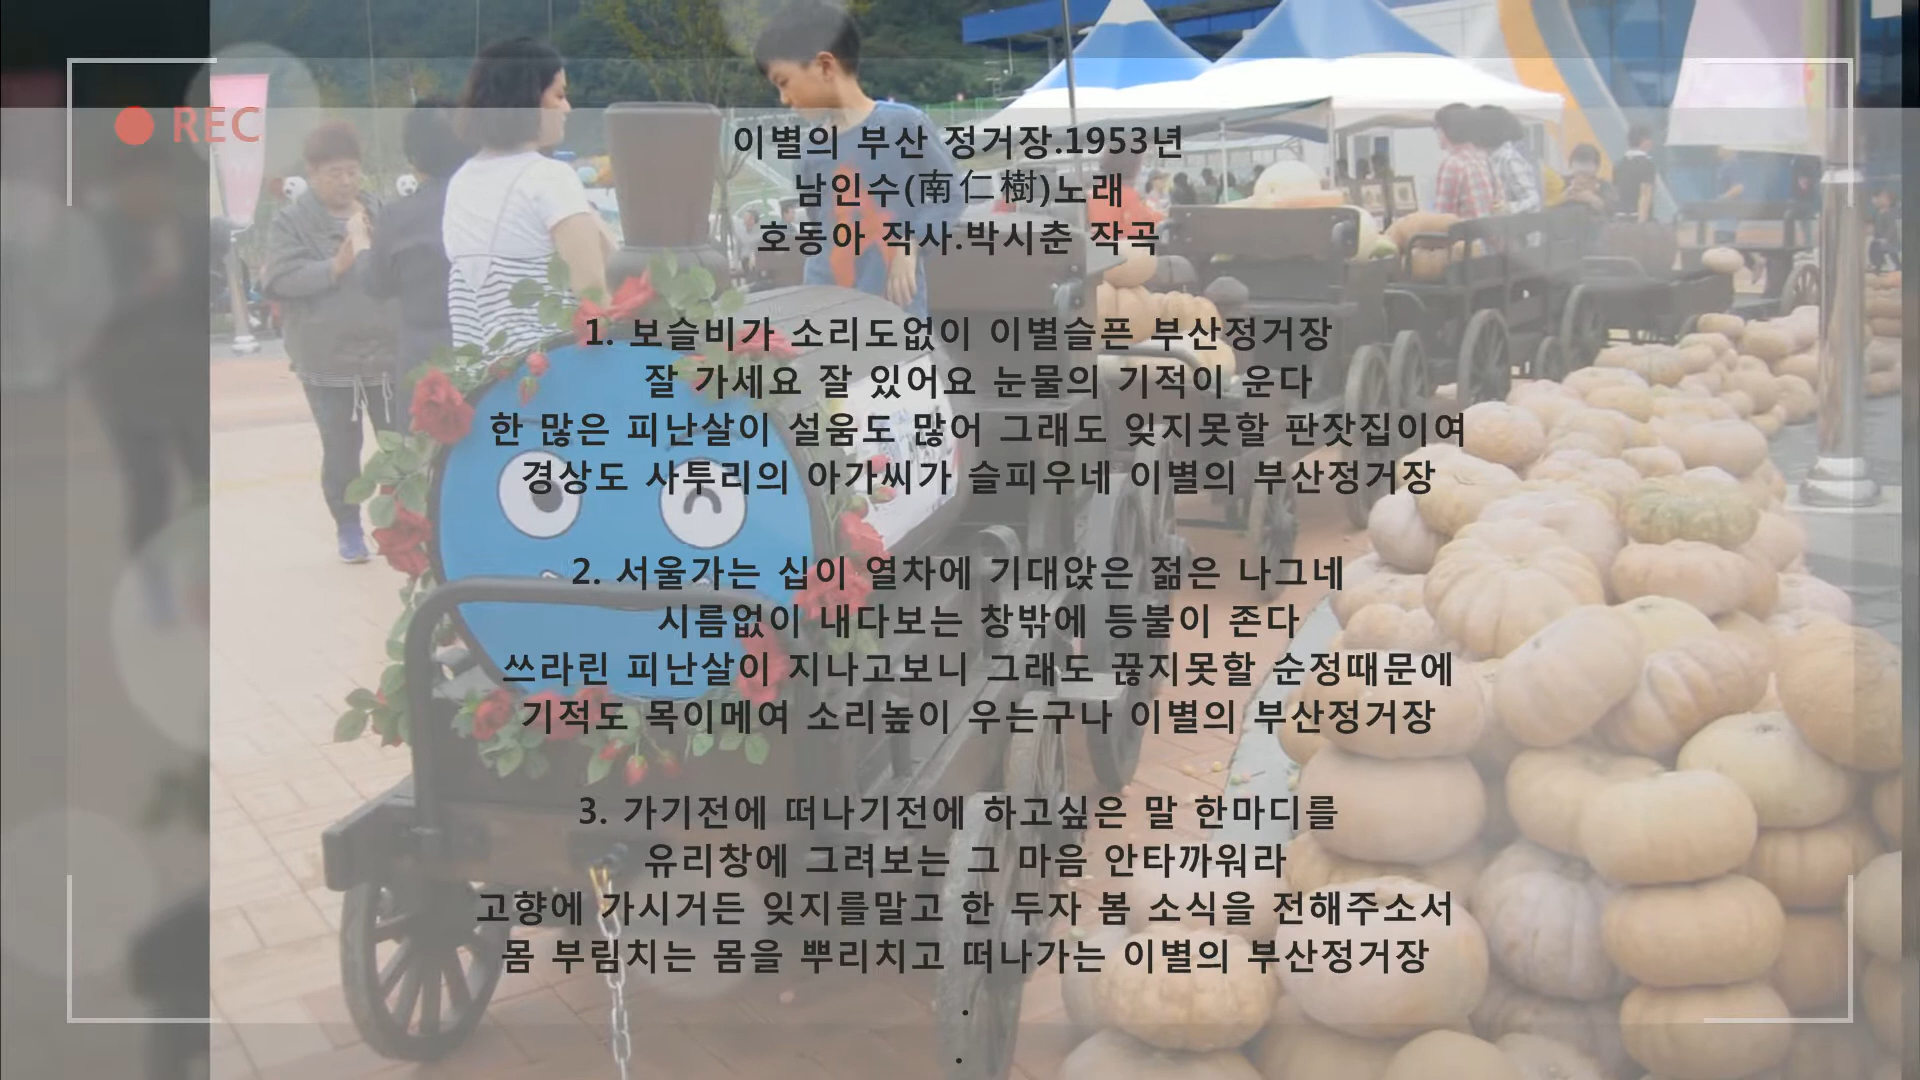 REC
이별의 부산 정거장.1953년
남인수(南仁樹)노래
호동아 작사.박시춘 작곡
1. 보슬비가 소리도없이 이별슬픈 부산정거장
잘 가세요 잘 있어요 눈물의 기적이 운다
한 많은 피난살이 설움도 많어 그래도 잊지못할 판잣집이여
경상도 사투리의 아가씨가 슬피우네 이별의 부산정거장
2. 서울가는 십이 열차에 기대앉은 젊은 나그네
시름없이 내다보는 창밖에 등불이 존다
쓰라린 피난살이 지나고보니 그래도 끊지못할 순정때문에
기적도 목이메여 소리높이 우는구나 이별의 부산정거장
3. 가기전에 떠나기전에 하고싶은 말 한마디를
유리창에 그려보는 그 마음 안타까워라
고향에 가시거든 잊지를말고 한 두자 봄 소식을 전해주소서
몸 부림치는 몸을 뿌리치고 떠나가는 이별의 부산정거장
.
.